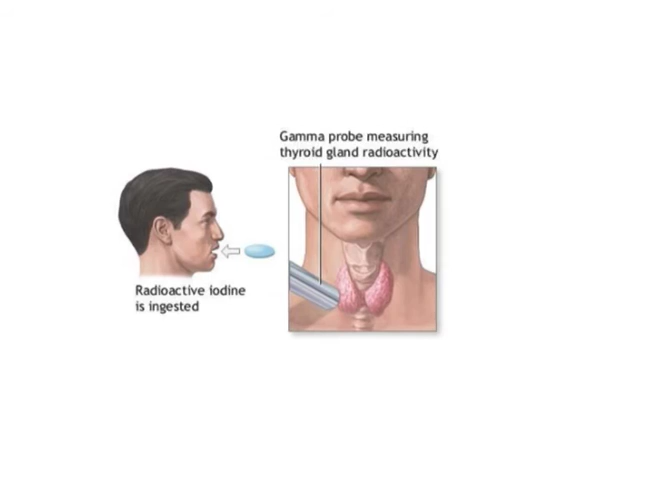 Gamma probe measuring
thyroid gland radioactivity
Radioactive iodine
is ingested